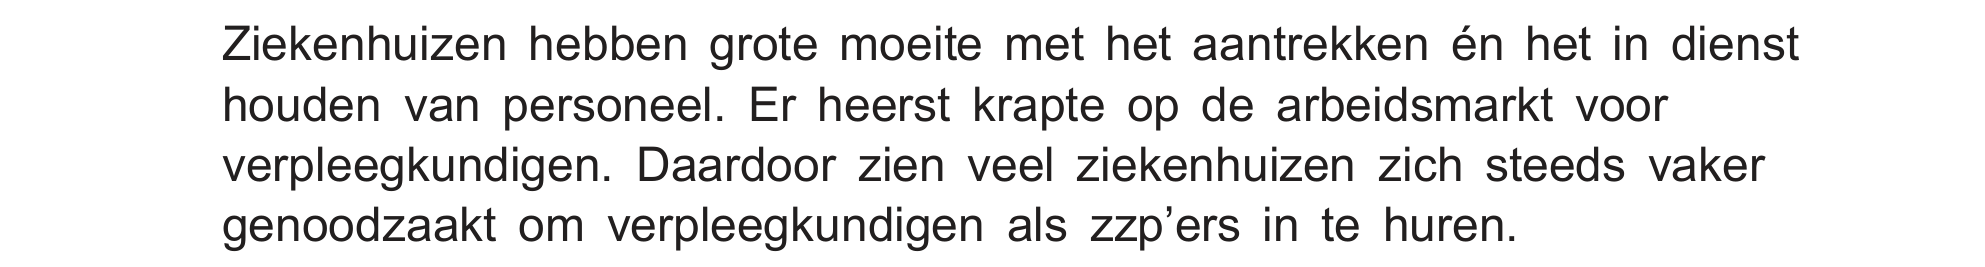 Ziekenhuizen hebben grote moeite met het aantrekken én het in dienst
houden van personeel. Er heerst krapte op de arbeidsmarkt voor
verpleegkundigen. Daardoor zien veel ziekenhuizen zich steeds vaker
genoodzaakt om verpleegkundigen als zzp’ers in te huren.